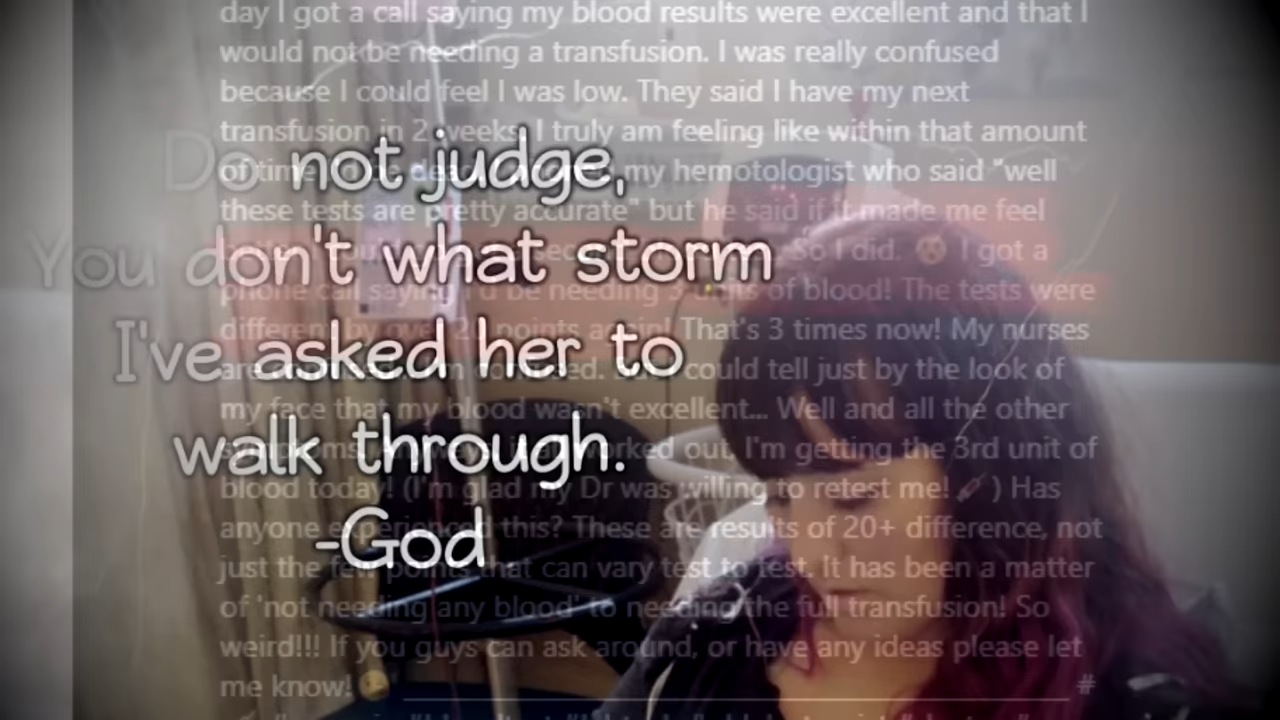 day I got a call saying my blood results were excellent and that I
would not be needing a transfusion. I was really confused
because I could feel I was low. They said I have my next
transfusion in 2 weeks. I truly am feeling like within that amount
Do not judge,
of time my hemotologist who said "well
these tests are pretty accurate" but he said if it made me feel
You don't what storm
So I did. I got a
phone call saying I'd be needing of blood! The tests were
I've asked her to
different by over points again! That's 3 times now! My nurses
could tell just by the look of
my face that my blood wasn't excellent... Well and all the other
walk through.
worked out, I'm getting the 3rd unit of
blood today! (I'm glad my Dr was willing to retest me! ) Has
anyone experienced this? These are results of 20+ difference, not
-God
just the few points that can vary test to test. It has been a matter
of 'not needing any blood' to needing the full transfusion! So
weird!!! If you guys can ask around, or have any ideas please let
me know! #